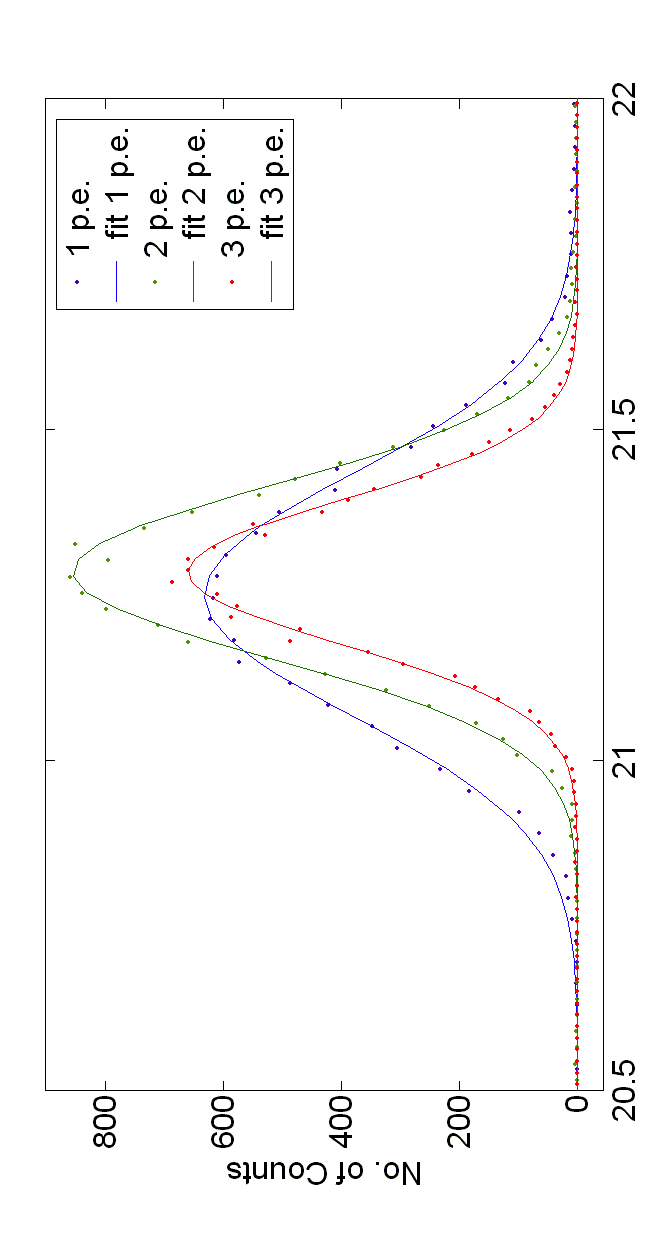 No. of Counts
800
600
400
200
0
1 p.e.
fit 1 p.e.
2 p.e.
fit 2 p.e.
3 p.e.
fit 3 p.e.
20.5
21
21.5
22